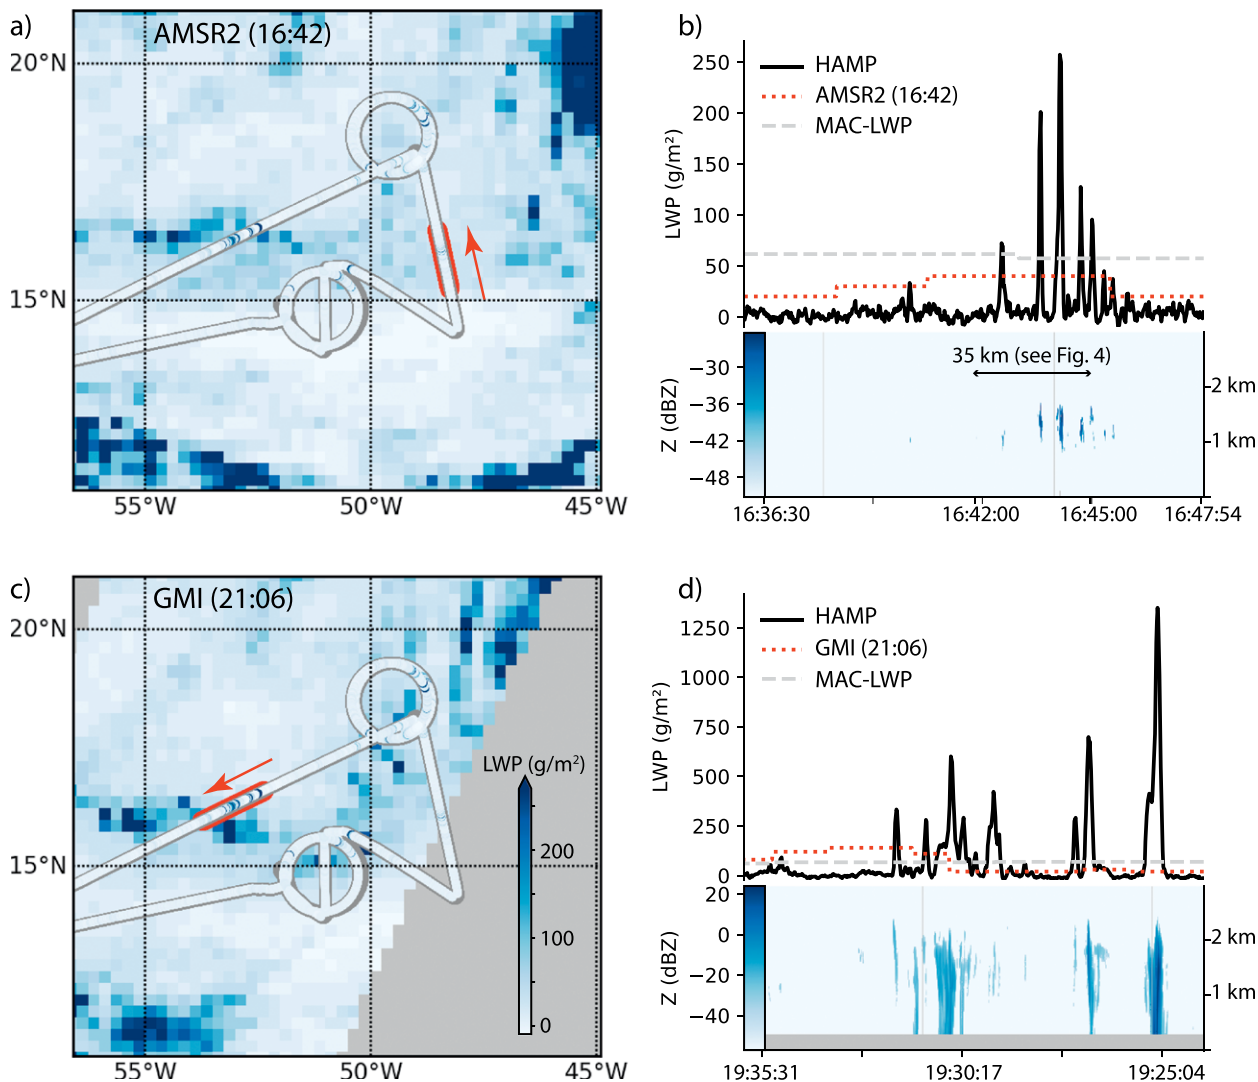 a)
AMSR2 (16:42)
20°N
15°N
55°W
50°W
45°W
b)
HAMP
AMSR2 (16:42)
MAC-LWP
LWP (g/m²)
250
200
150
100
50
0
35 km (see Fig. 4)
Z (dBZ)
−30
−36
−42
−48
2 km
1 km
16:36:30
16:42:00
16:45:00
16:47:54
c)
GMI (21:06)
20°N
15°N
LWP (g/m²)
200
100
0
55°W
50°W
45°W
d)
HAMP
GMI (21:06)
MAC-LWP
LWP (g/m²)
1250
1000
750
500
250
0
Z (dBZ)
20
0
−20
−40
2 km
1 km
19:35:31
19:30:17
19:25:04